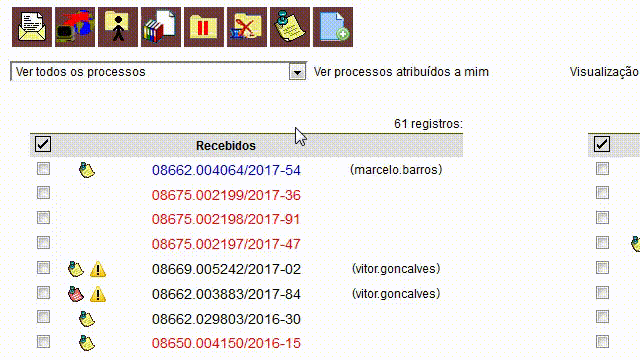 Ver todos os processos Ver processos atribuídos a mim Visualização
61 registros:
Recebidos
08662.004064/2017-54 (marcelo.barros)
08675.002199/2017-36
08675.002198/2017-91
08675.002197/2017-47
08669.005242/2017-02 (vitor.goncalves)
08662.003883/2017-84 (vitor.goncalves)
08662.029803/2016-30
08650.004150/2016-15